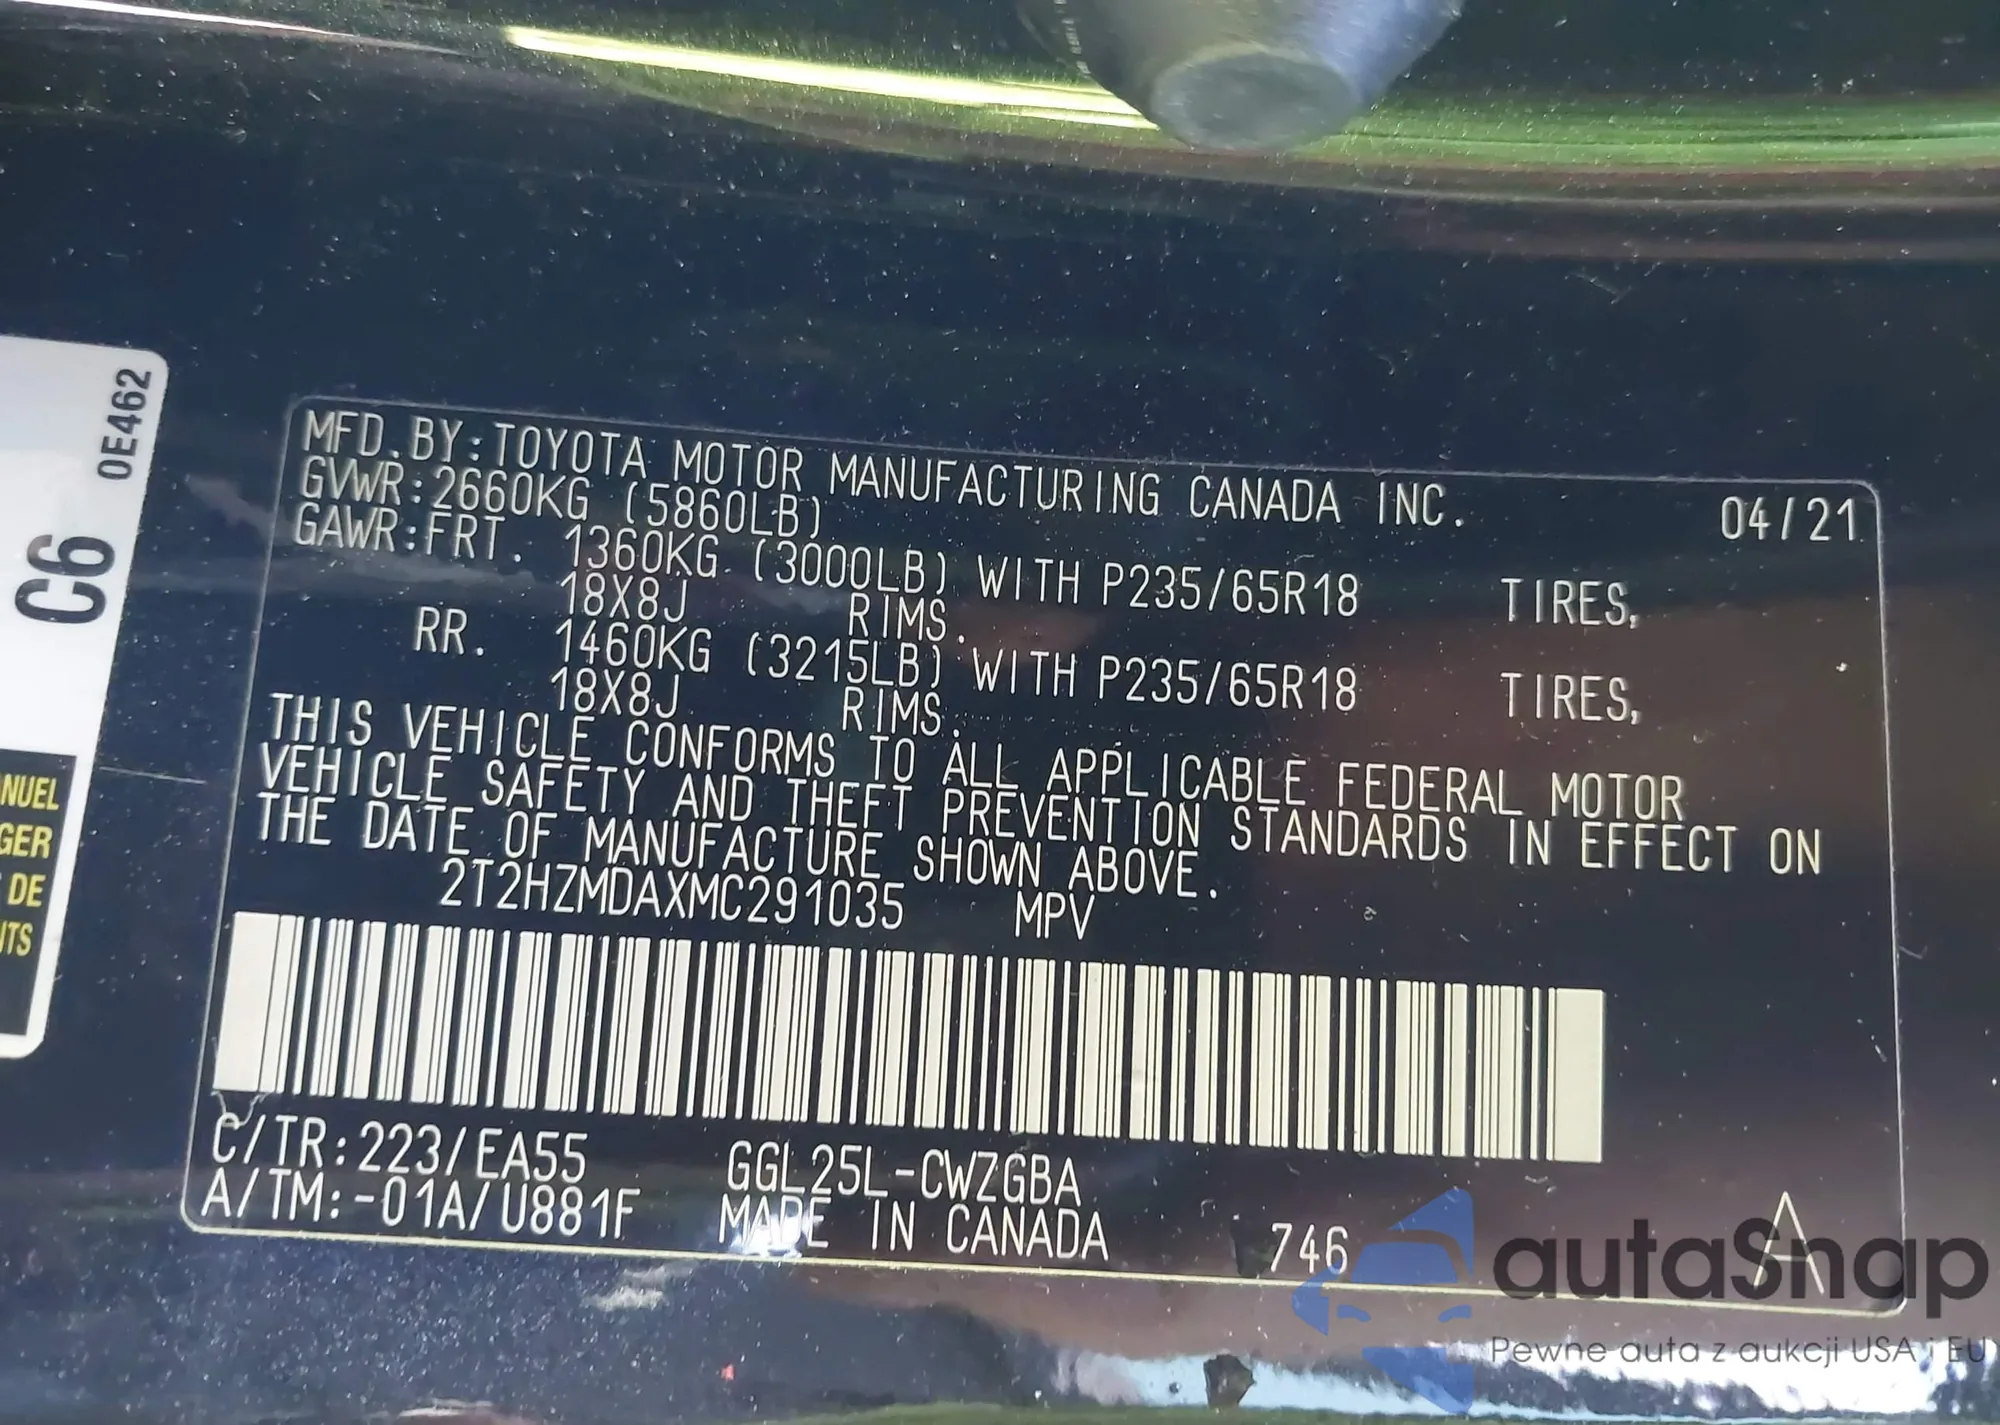 0E462
C6
NUEL
GER
DE
MFD.BY:TOYOTA MOTOR MANUFACTURING CANADA INC. 04/21
GVWR:2660KG (5860LB)
GAWR:FRT. 1360KG (3000LB) WITH P235/65R18 TIRES,
18X8J RIMS.
RR. 1460KG (3215LB) WITH P235/65R18 TIRES,
18X8J RIMS.
THIS VEHICLE CONFORMS TO ALL APPLICABLE FEDERAL MOTOR
VEHICLE SAFETY AND THEFT PREVENTION STANDARDS IN EFFECT ON
THE DATE OF MANUFACTURE SHOWN ABOVE.
2T2HZMDAXMC291035 MPV
C/TR:223/EA55 GGL25L-CWZGBA
A/TM:-01A/U881F MADE IN CANADA 746 A
autaSnap
Pewne auta z aukcji USA i EU